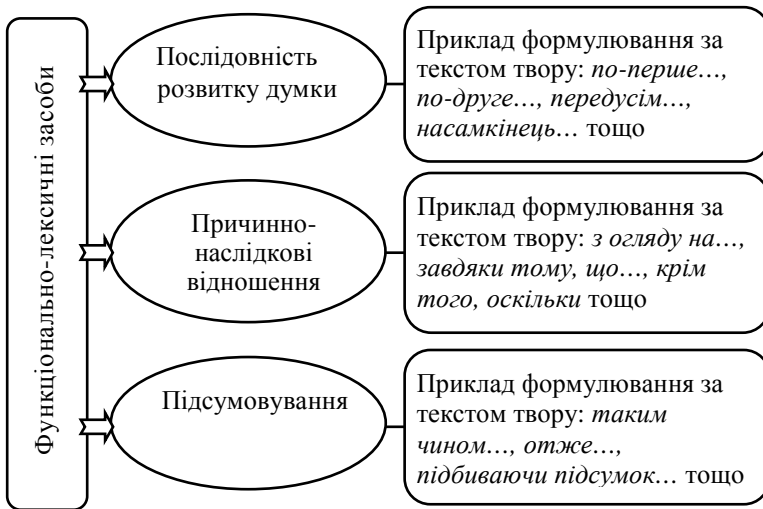 Функціонально-лексичні засоби
Послідовність
розвитку думки
Приклад формулювання за
текстом твору: по-перше…,
по-друге…, передусім…,
насамкінець… тощо
Причинно-
наслідкові
відношення
Приклад формулювання за
текстом твору: з огляду на…,
завдяки тому, що…, крім
того, оскільки тощо
Підсумовування
Приклад формулювання за
текстом твору: таким
чином…, отже…,
підбиваючи підсумок… тощо